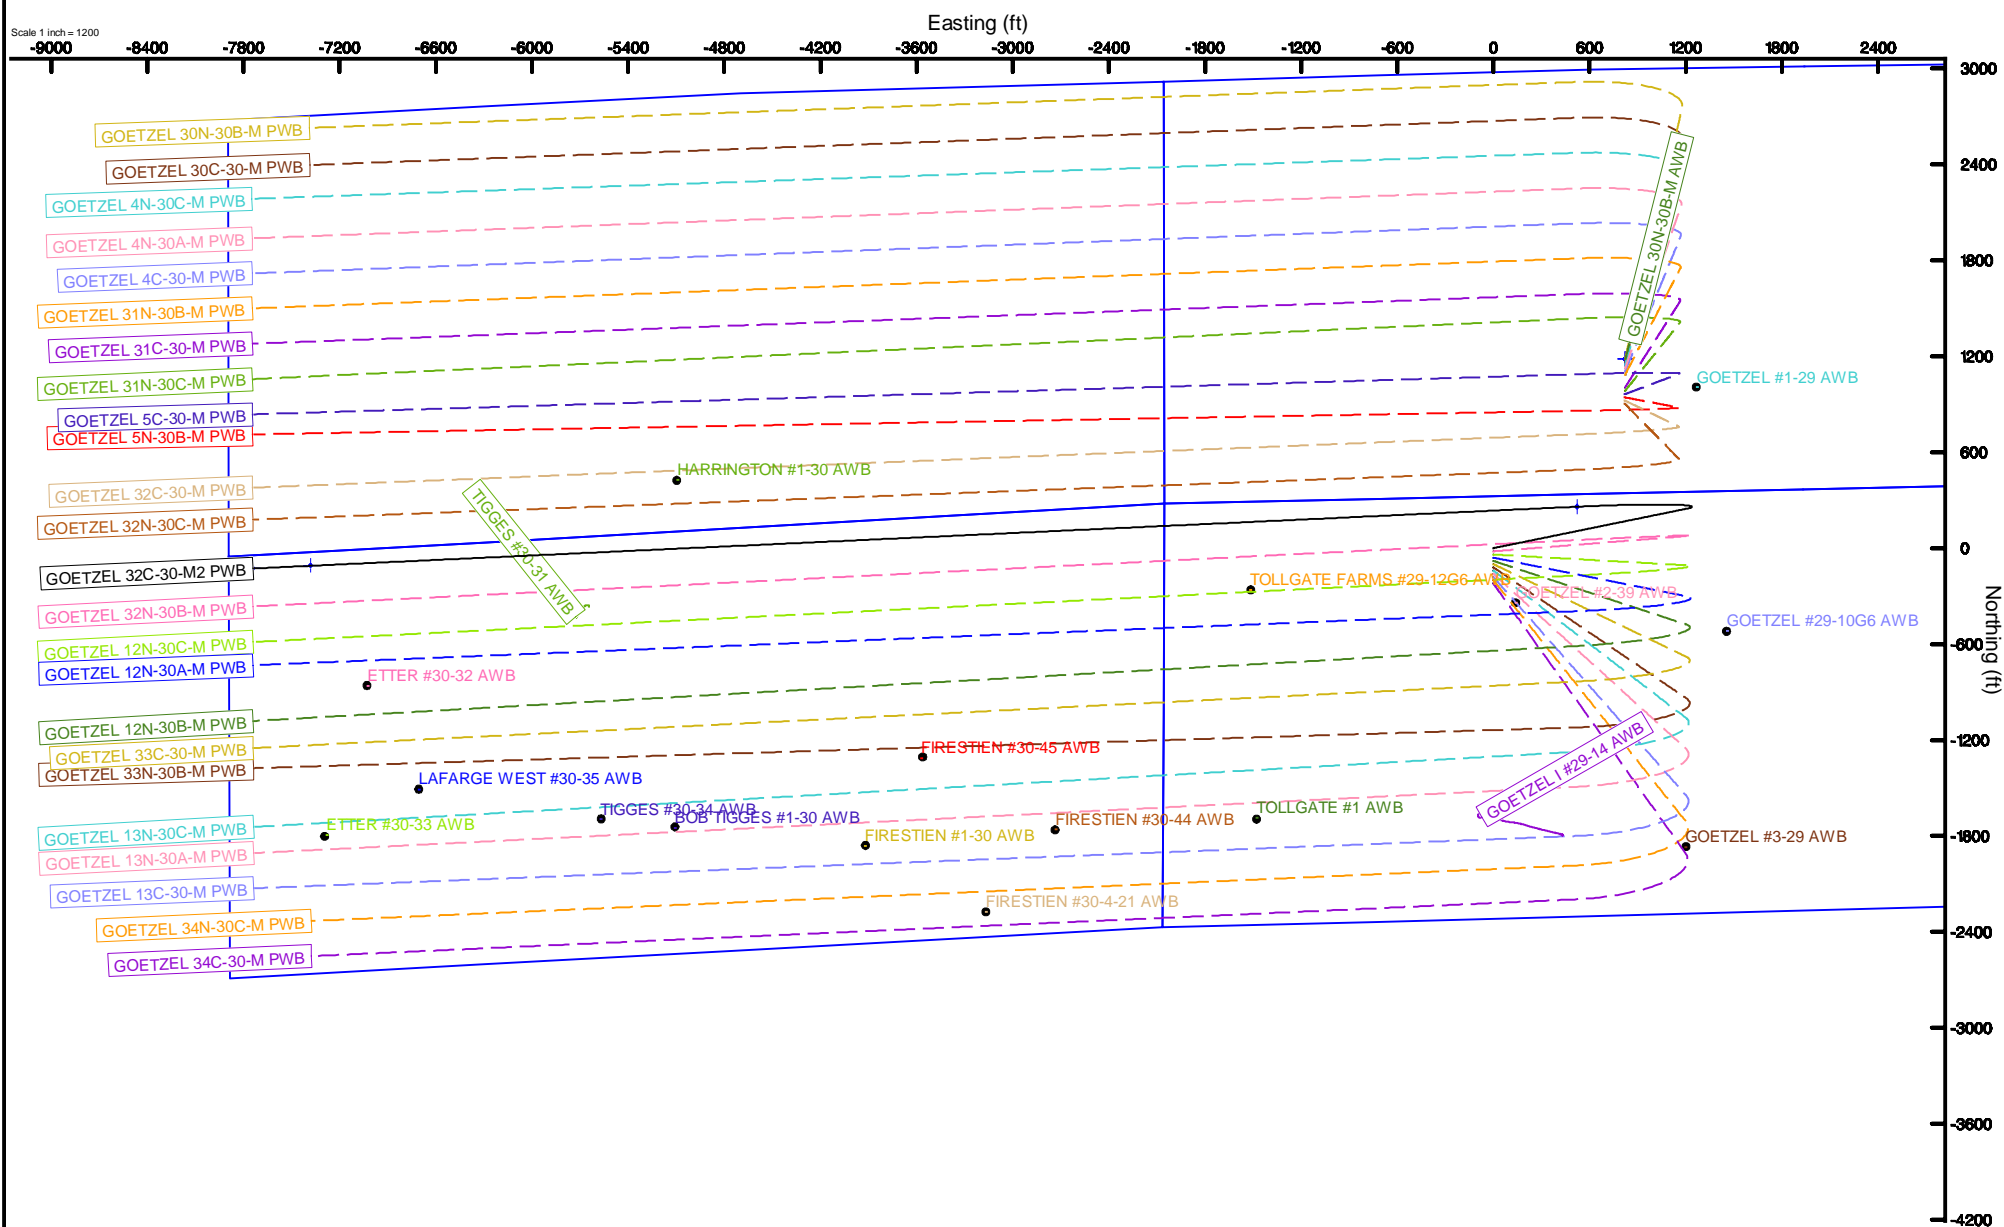 Easting (ft)
Scale 1 inch = 1200
-9000 -8400 -7800 -7200 -6600 -6000 -5400 -4800 -4200 -3600 -3000 -2400 -1800 -1200 -600 0 600 1200 1800 2400
3000
GOETZEL 30N-30B-M PWB
GOETZEL 30C-30-M PWB
2400
GOETZEL 4N-30C-M PWB
GOETZEL 30N-30B-M AWB
GOETZEL 4N-30A-M PWB
1800
GOETZEL 4C-30-M PWB
GOETZEL 31N-30B-M PWB
GOETZEL 31C-30-M PWB
1200
GOETZEL 31N-30C-M PWB
GOETZEL #1-29 AWB
GOETZEL 5C-30-M PWB
GOETZEL 5N-30B-M PWB
600
HARRINGTON #1-30 AWB
GOETZEL 32C-30-M PWB
GOETZEL 32N-30C-M PWB
TIGGES #30-31 AWB
0
GOETZEL 32C-30-M2 PWB
TOLLGATE FARMS #29-12G6 AWB
GOETZEL #2-39 AWB
GOETZEL 32N-30B-M PWB
GOETZEL #29-10G6 AWB
-600
Northing (ft)
GOETZEL 12N-30C-M PWB
GOETZEL 12N-30A-M PWB
ETTER #30-32 AWB
GOETZEL 12N-30B-M PWB
-1200
GOETZEL 33C-30-M PWB
FIRESTIEN #30-45 AWB
GOETZEL 33N-30B-M PWB
LAFARGE WEST #30-35 AWB
GOETZEL I #29-14 AWB
TIGGES #30-34 AWB
BOB TIGGES #1-30 AWB
TOLLGATE #1 AWB
FIRESTIEN #30-44 AWB
ETTER #30-33 AWB
GOETZEL 13N-30C-M PWB
FIRESTIEN #1-30 AWB
GOETZEL #3-29 AWB
-1800
GOETZEL 13N-30A-M PWB
GOETZEL 13C-30-M PWB
FIRESTIEN #30-4-21 AWB
GOETZEL 34N-30C-M PWB
-2400
GOETZEL 34C-30-M PWB
-3000
-3600
-4200